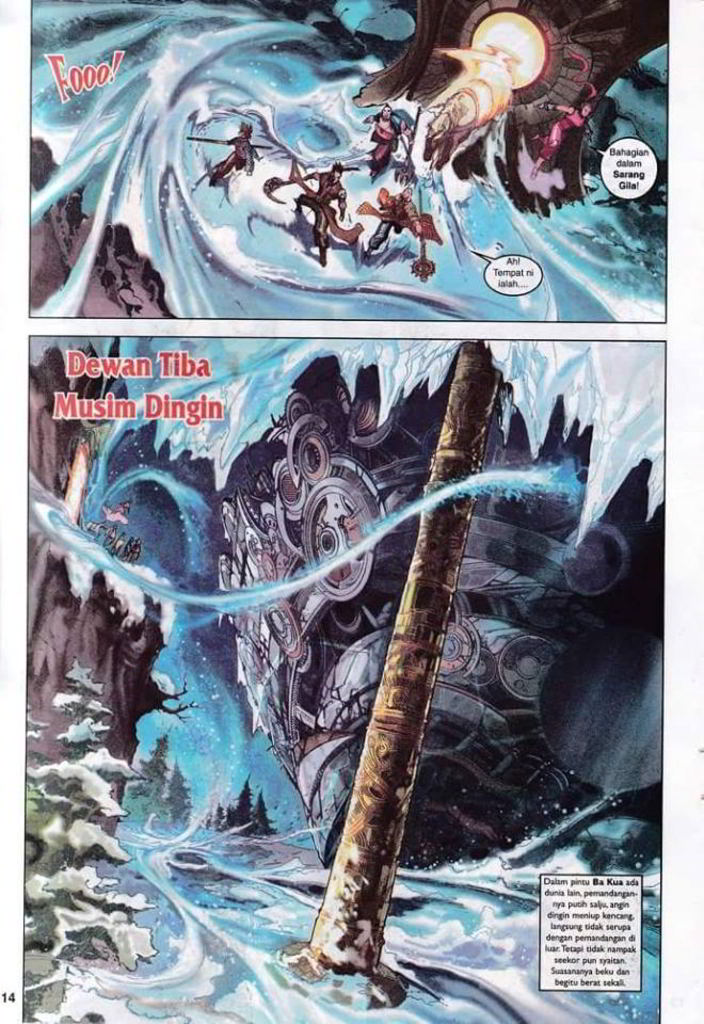 Fooo!
Bahagian
dalam
Sarang
Gila!
Ah!
Tempat ni
ialah....
Dewan Tiba
Musim Dingin
Dalam pintu Ba Kua ada
dunia lain, pemandangan-
nya putih salju, angin
dingin meniup kencang,
langsung tidak serupa
dengan pemandangan di
luar. Tetapi tidak nampak
seekor pun syaitan.
Suasananya beku dan
begitu berat sekali.
14